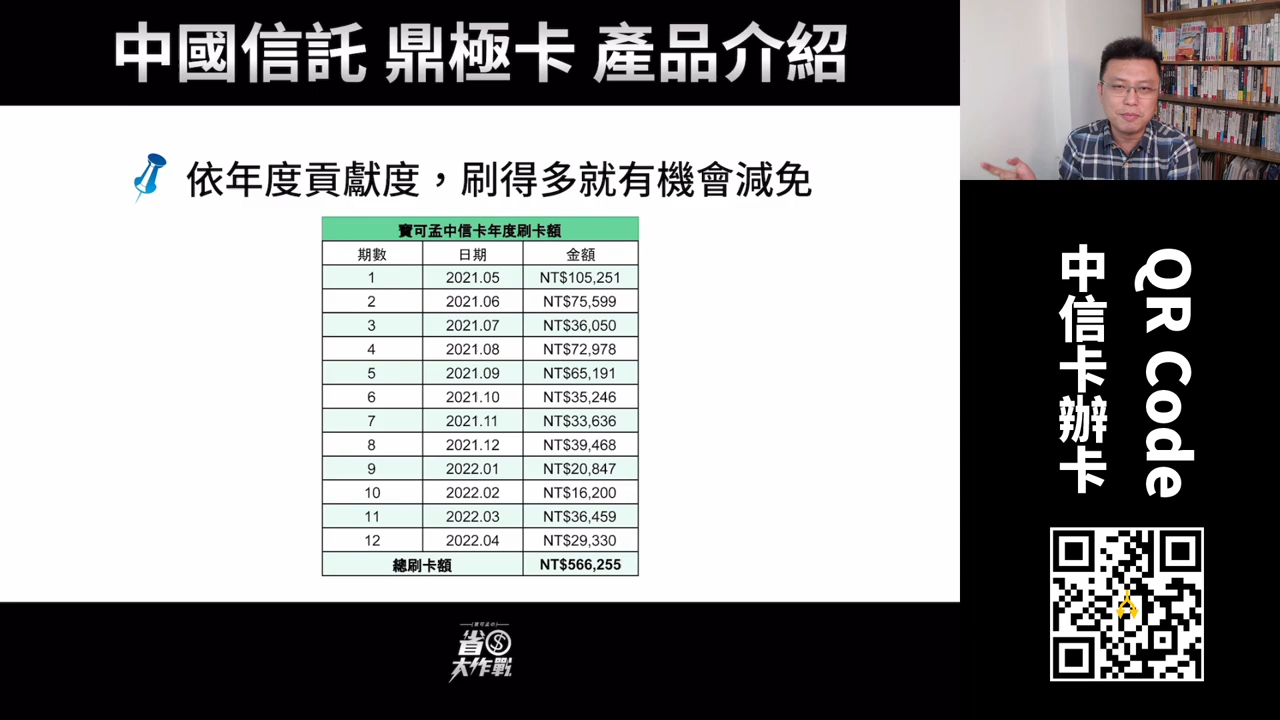 中國信託 鼎極卡 產品介紹
依年度貢獻度，刷得多就有機會減免
寶可孟中信卡年度刷卡額
期數 日期 金額
1 2021.05 NT$105,251
2 2021.06 NT$75,599
3 2021.07 NT$36,050
4 2021.08 NT$72,978
5 2021.09 NT$65,191
6 2021.10 NT$35,246
7 2021.11 NT$33,636
8 2021.12 NT$39,468
9 2022.01 NT$20,847
10 2022.02 NT$16,200
11 2022.03 NT$36,459
12 2022.04 NT$29,330
總刷卡額 NT$566,255
寶可孟の
省
大作戰
QR Code
中信卡辦卡